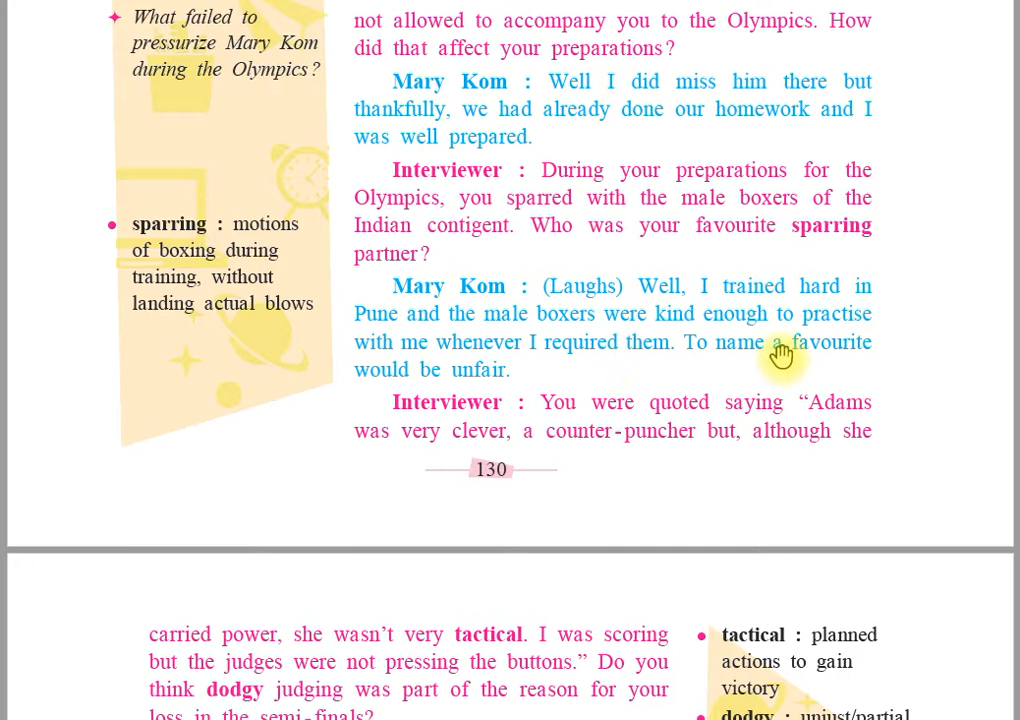 What failed to
pressurize Mary Kom
during the Olympics?
sparring : motions
of boxing during
training, without
landing actual blows
not allowed to accompany you to the Olympics. How
did that affect your preparations?
Mary Kom : Well I did miss him there but
thankfully, we had already done our homework and I
was well prepared.
Interviewer : During your preparations for the
Olympics, you sparred with the male boxers of the
Indian contigent. Who was your favourite sparring
partner?
Mary Kom : (Laughs) Well, I trained hard in
Pune and the male boxers were kind enough to practise
with me whenever I required them. To name a favourite
would be unfair.
Interviewer : You were quoted saying “Adams
was very clever, a counter-puncher but, although she
130
carried power, she wasn’t very tactical. I was scoring
but the judges were not pressing the buttons.” Do you
think dodgy judging was part of the reason for your
loss in the semi-finals?
tactical : planned
actions to gain
victory
dodgy : unjust/partial